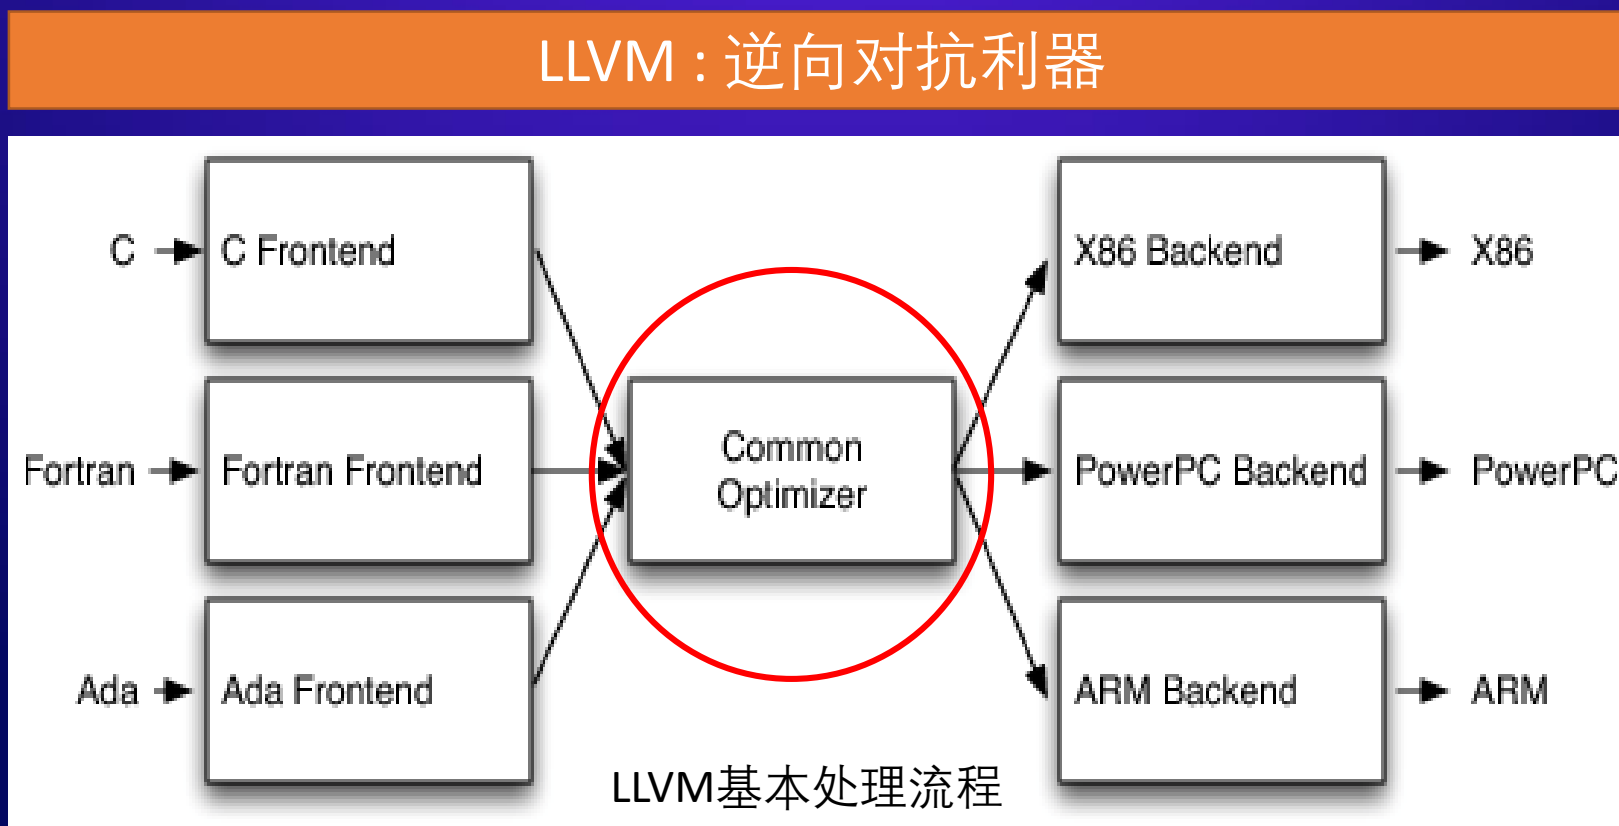 LLVM : 逆向对抗利器
C
C Frontend
X86 Backend
X86
Fortran
Fortran Frontend
Common
Optimizer
PowerPC Backend
PowerPC
Ada
Ada Frontend
ARM Backend
ARM
LLVM基本处理流程